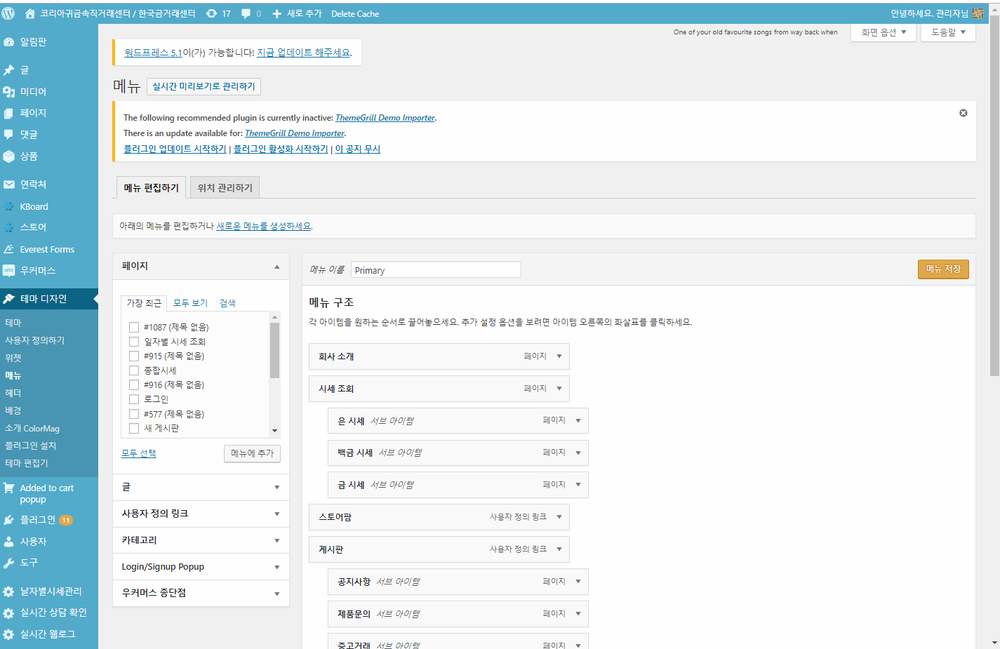 코리아귀금속직거래센터 / 한국금거래센터 17 0 새로 추가 Delete Cache 안녕하세요, 관리자님
One of your old favourite songs from way back when 화면 옵션 도움말
알림판
글
미디어
페이지
댓글
상품
연락처
KBoard
스토어
Everest Forms
우커머스
테마 디자인
테마
사용자 정의하기
위젯
메뉴
헤더
배경
소개 ColorMag
플러그인 설치
테마 편집기
Added to cart
popup
플러그인 11
사용자
도구
날자별시세관리
실시간 상담 확인
실시간 웹로그
워드프레스 5.1이(가) 가능합니다! 지금 업데이트 해주세요.
메뉴 실시간 미리보기로 관리하기
The following recommended plugin is currently inactive: ThemeGrill Demo Importer.
There is an update available for: ThemeGrill Demo Importer.
플러그인 업데이트 시작하기 | 플러그인 활성화 시작하기 | 이 공지 무시
메뉴 편집하기 위치 관리하기
아래의 메뉴를 편집하거나 새로운 메뉴를 생성하세요.
페이지
가장 최근 모두 보기 검색
#1087 (제목 없음)
일자별 시세 조회
#915 (제목 없음)
종합시세
#916 (제목 없음)
로그인
#577 (제목 없음)
새 게시판
모두 선택 메뉴에 추가
글
사용자 정의 링크
카테고리
Login/Signup Popup
우커머스 종단점
메뉴 이름 Primary 메뉴 저장
메뉴 구조
각 아이템을 원하는 순서로 끌어놓으세요. 추가 설정 옵션을 보려면 아이템 오른쪽의 화살표를 클릭하세요.
회사 소개 페이지
시세 조회 페이지
은 시세 서브 아이템 페이지
백금 시세 서브 아이템 페이지
금 시세 서브 아이템 페이지
스토어팜 사용자 정의 링크
게시판 사용자 정의 링크
공지사항 서브 아이템 페이지
제품문의 서브 아이템 페이지
중고거래 서브 아이템 페이지